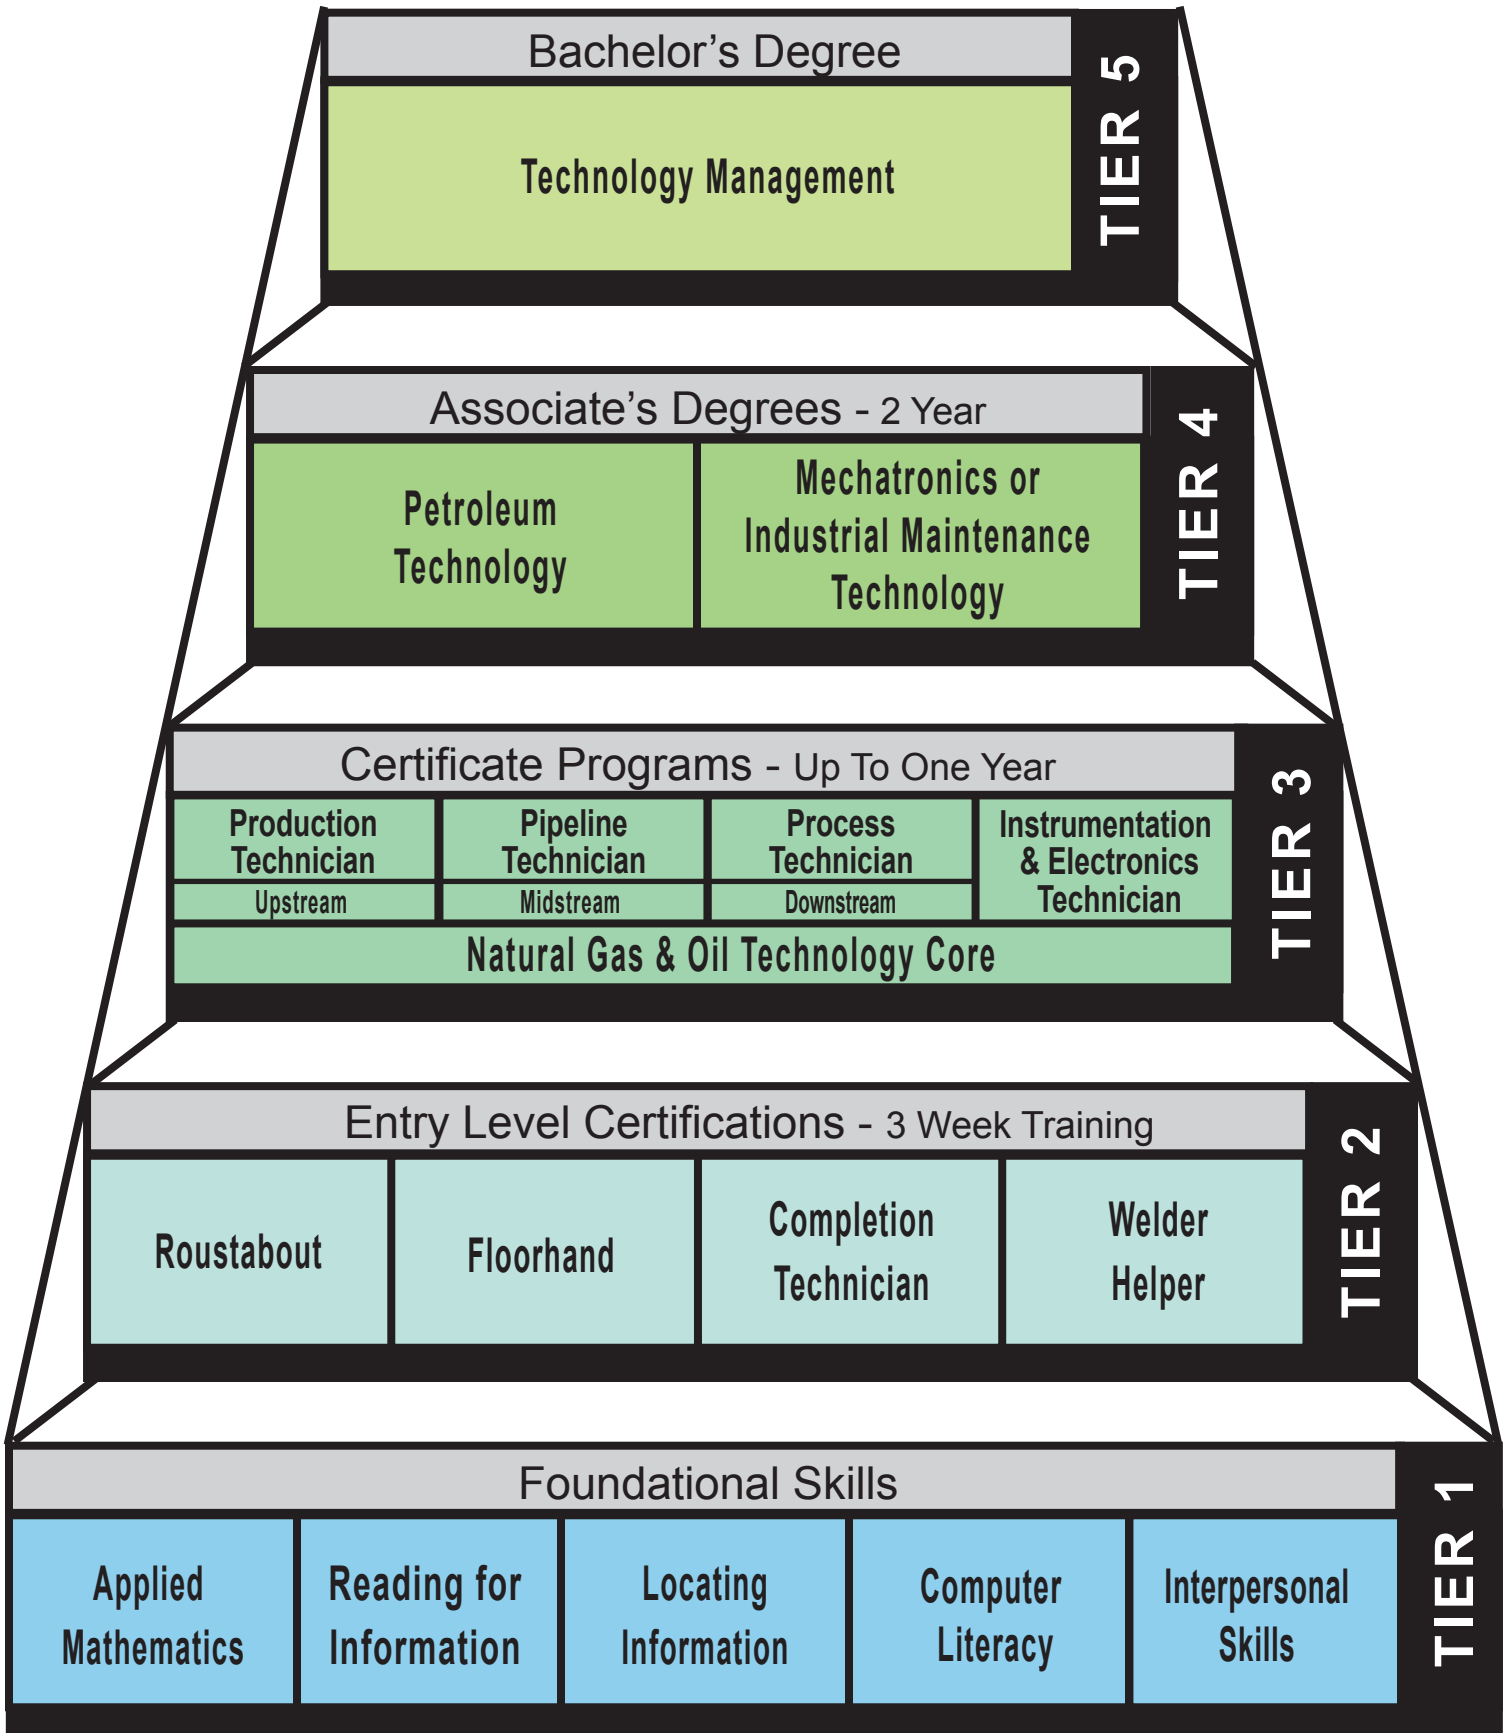 Bachelor’s Degree
Technology Management
TIER 5
Associate’s Degrees - 2 Year
Petroleum
Technology
Mechatronics or
Industrial Maintenance
Technology
TIER 4
Certificate Programs - Up To One Year
Production
Technician
Upstream
Pipeline
Technician
Midstream
Process
Technician
Downstream
Instrumentation
& Electronics
Technician
Natural Gas & Oil Technology Core
TIER 3
Entry Level Certifications - 3 Week Training
Roustabout
Floorhand
Completion
Technician
Welder
Helper
TIER 2
Foundational Skills
Applied
Mathematics
Reading for
Information
Locating
Information
Computer
Literacy
Interpersonal
Skills
TIER 1